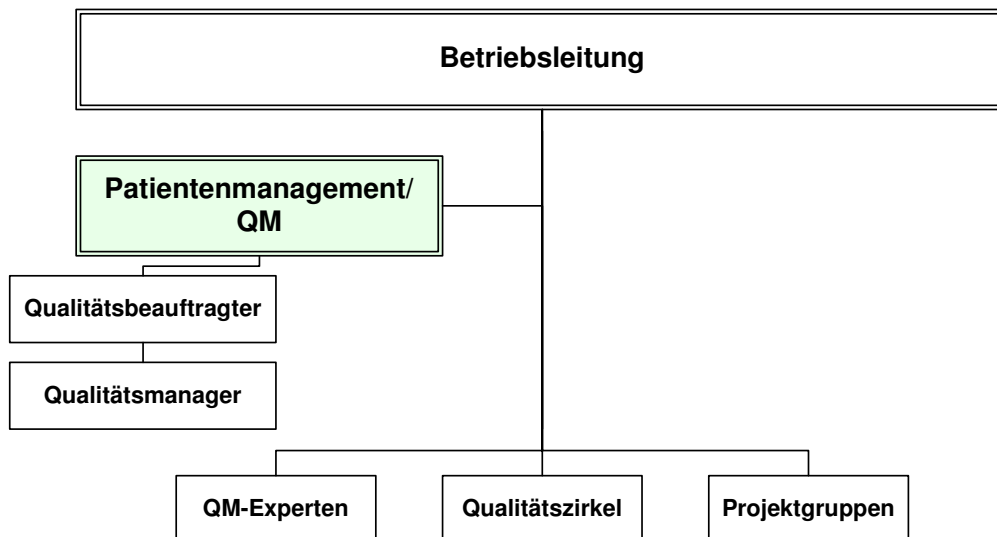 Betriebsleitung
Patientenmanagement/
QM
Qualitätsbeauftragter
Qualitätsmanager
QM-Experten
Qualitätszirkel
Projektgruppen